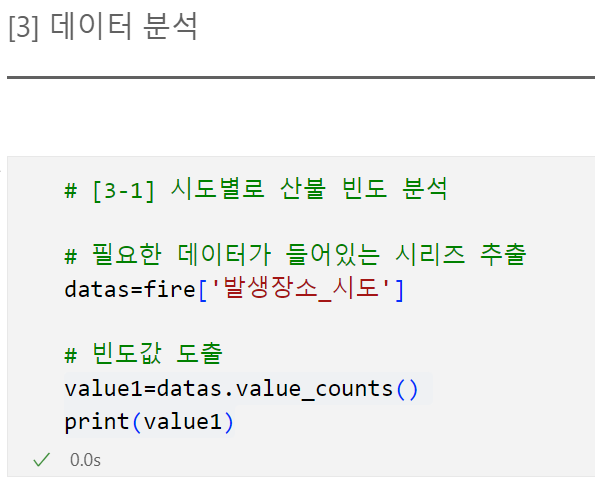 [3] 데이터 분석
# [3-1] 시도별로 산불 빈도 분석
# 필요한 데이터가 들어있는 시리즈 추출
datas=fire['발생장소_시도']
# 빈도값 도출
value1=datas.value_counts()
print(value1)
0.0s